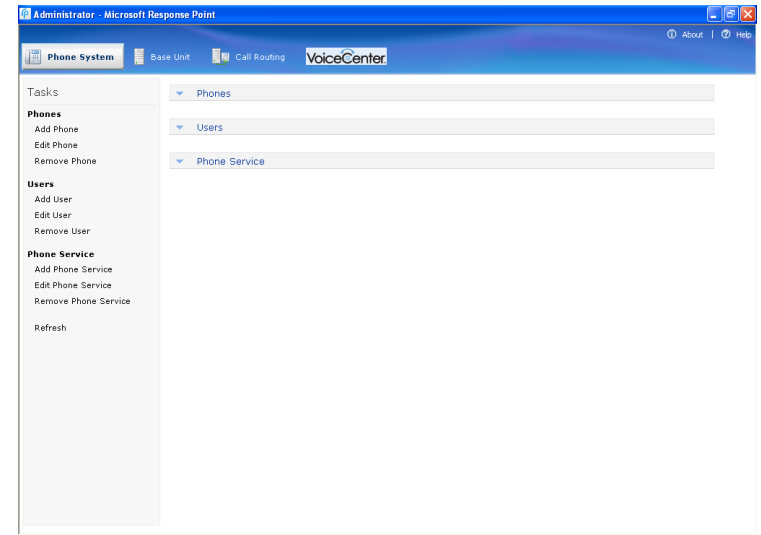 Administrator - Microsoft Response Point
About | Help
Phone System Base Unit Call Routing VoiceCenter
Tasks
Phones
Add Phone
Edit Phone
Remove Phone
Users
Add User
Edit User
Remove User
Phone Service
Add Phone Service
Edit Phone Service
Remove Phone Service
Refresh
Phones
Users
Phone Service